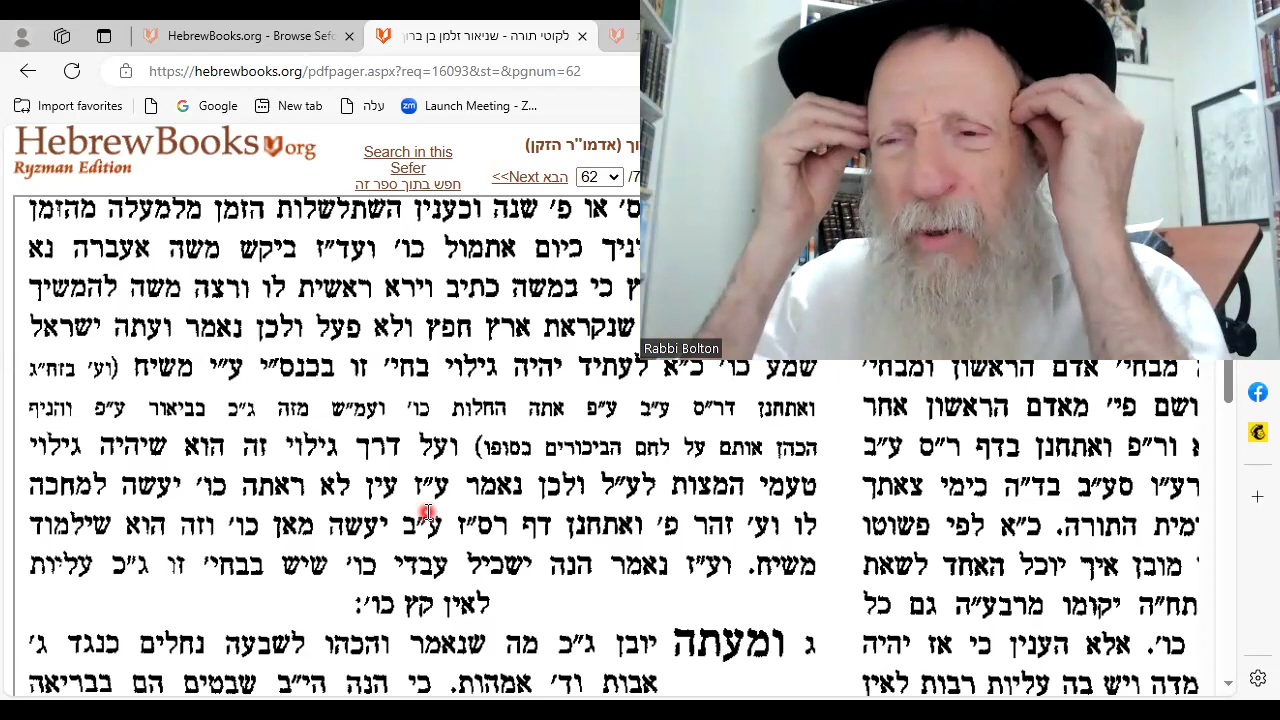 HebrewBooks.org - Browse Sefe
לקוטי תורה - שניאור זלמן בן ברו
https://hebrewbooks.org/pdfpager.aspx?req=16093&st=&pgnum=62
Import favorites
Google
New tab
עלה
Launch Meeting - Z...
HebrewBooks.org
Ryzman Edition
Search in this
Sefer
חפש בתוך ספר זה
וך (אדמו"ר הזקן)
<<Next הבא 62 /7
Rabbi Bolton
ס' או פ' שנה וכענין השתלשלות הזמן מלמעלה מהזמן
יניך כיום אתמול כו' ועד"ז ביקש משה אעברה נא
ץ כי במשה כתיב וירא ראשית לו ורצה משה להמשיך
שנקראת ארץ חפץ ולא פעל ולכן נאמר ועתה ישראל
שמע כו' כ"א לעתיד יהיה גילוי בחי' זו בכנס"י ע"י משיח (וע' בזח"ג
ואתחנן דר"ס ע"ב ע"פ אתה החלות כו' ועמ"ש מזה ג"כ בביאור ע"פ והניף
הכהן אותם על לחם הביכורים בסופו) ועל דרך גילוי זה הוא שיהיה גילוי
טעמי המצות לע"ל ולכן נאמר ע"ז עין לא ראתה כו' יעשה למחכה
לו וע' זהר פ' ואתחנן דף רס"ז ע"ב יעשה מאן כו' וזה הוא שילמוד
משיח. וע"ז נאמר הנה ישכיל עבדי כו' שיש בבחי' זו ג"כ עליות
לאין קץ כו':
ג ומעתה יובן ג"כ מה שנאמר והכהו לשבעה נחלים כנגד ג'
אבות וד' אמהות. כי הנה הי"ב שבטים הם בבריאה
מבחי' אדם הראשון ומבחי'
ושם פי' מאדם הראשון אחר
א ור"פ ואתחנן בדף ר"ס ע"ב
רע"ו סע"ב בד"ה כימי צאתך
מית התורה. כ"א לפי פשוטו
מובן איך יוכל האחד לשאת
תח"ה יקומו מרבע"ה גם כל
כו'. אלא הענין כי אז יהיה
מדה ויש בה עליות רבות לאין